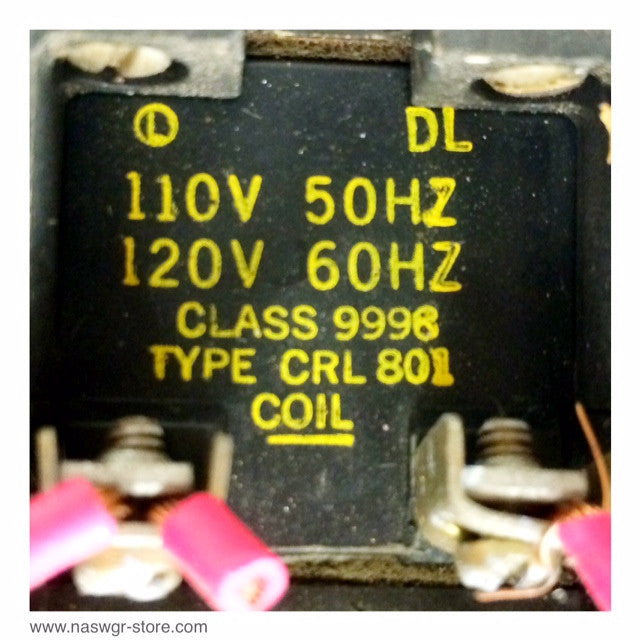 Ⓛ DL
110V 50HZ
120V 60HZ
CLASS 9998
TYPE CRL 801
COIL
www.naswgr-store.com